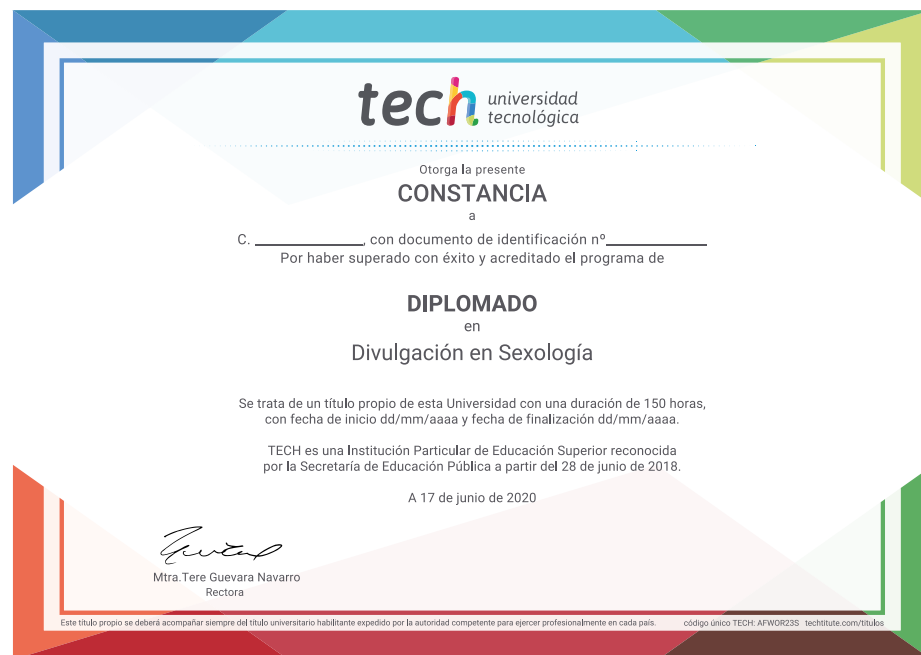 tech universidad
tecnológica
Otorga la presente
CONSTANCIA
a
C. ____________, con documento de identificación nº___________
Por haber superado con éxito y acreditado el programa de
DIPLOMADO
en
Divulgación en Sexología
Se trata de un título propio de esta Universidad con una duración de 150 horas,
con fecha de inicio dd/mm/aaaa y fecha de finalización dd/mm/aaaa.
TECH es una Institución Particular de Educación Superior reconocida
por la Secretaría de Educación Pública a partir del 28 de junio de 2018.
A 17 de junio de 2020
Mtra.Tere Guevara Navarro
Rectora
Este título propio se deberá acompañar siempre del título universitario habilitante expedido por la autoridad competente para ejercer profesionalmente en cada país. código único TECH: AFWOR23S techtitute.com/titulos